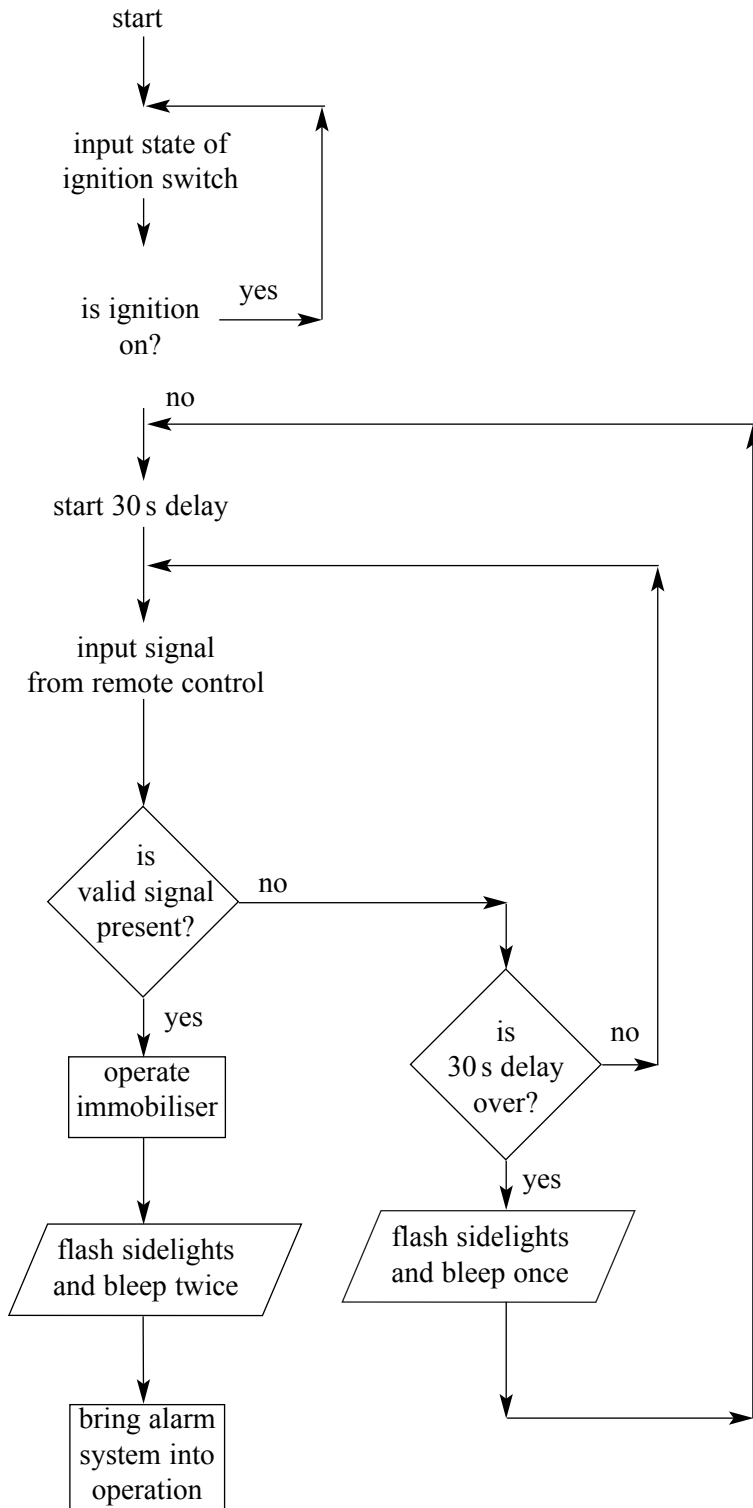 start
input state of
ignition switch
yes
is ignition
on?
no
start 30 s delay
input signal
from remote control
is
valid signal
present?
no
yes
is
30 s delay
over?
no
operate
immobiliser
yes
flash sidelights
and bleep twice
flash sidelights
and bleep once
bring alarm
system into
operation